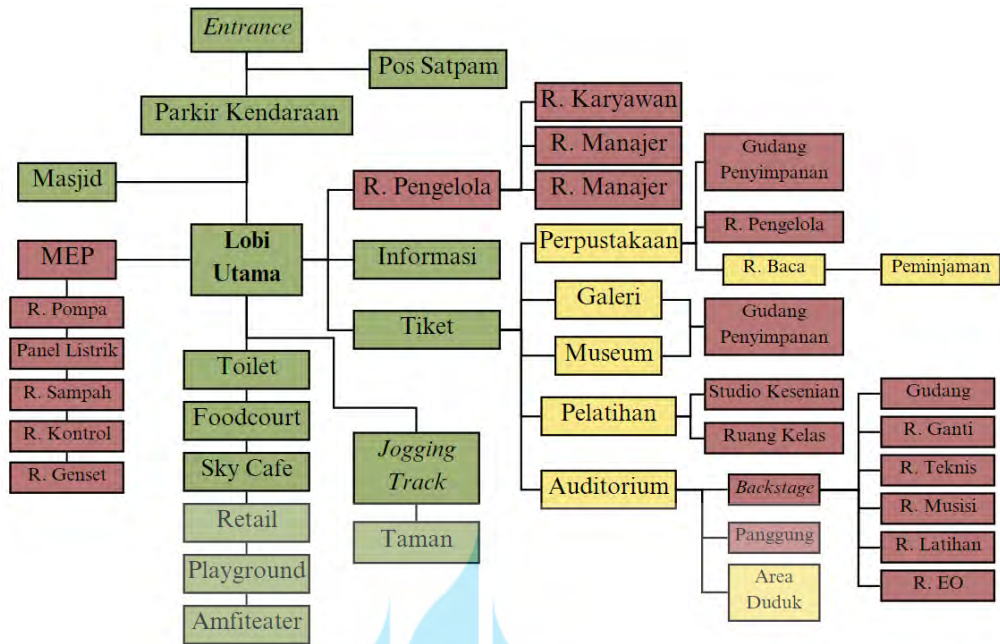 Entrance
Pos Satpam
Parkir Kendaraan
Masjid
Lobi
Utama
MEP
R. Pompa
Panel Listrik
R. Sampah
R. Kontrol
R. Genset
Toilet
Foodcourt
Sky Cafe
Retail
Playground
Amfiteater
Jogging
Track
Taman
R. Pengelola
Informasi
Tiket
R. Karyawan
R. Manajer
R. Manajer
Perpustakaan
Galeri
Museum
Pelatihan
Auditorium
Gudang
Penyimpanan
R. Pengelola
R. Baca
Peminjaman
Gudang
Penyimpanan
Studio Kesenian
Ruang Kelas
Backstage
Panggung
Area
Duduk
Gudang
R. Ganti
R. Teknis
R. Musisi
R. Latihan
R. EO